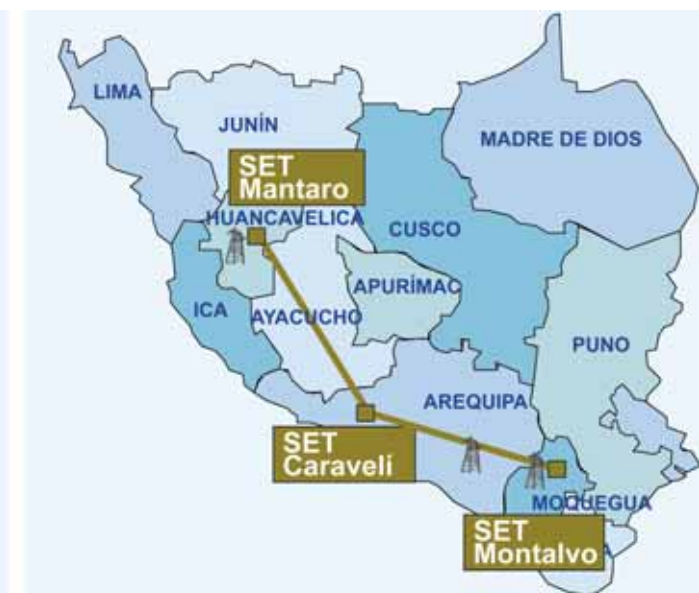 LIMA
JUNÍN
MADRE DE DIOS
SET
Mantaro
HUANCAVELICA
CUSCO
APURÍMAC
ICA
AYACUCHO
PUNO
AREQUIPA
SET
Caravelí
MOQUEGUA
SET
Montalvo